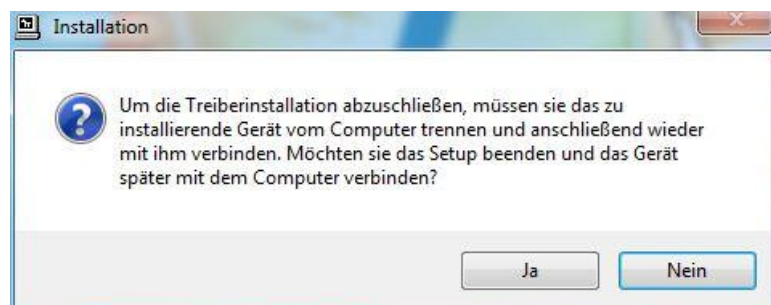 Installation
Um die Treiberinstallation abzuschließen, müssen sie das zu
installierende Gerät vom Computer trennen und anschließend wieder
mit ihm verbinden. Möchten sie das Setup beenden und das Gerät
später mit dem Computer verbinden?
Ja
Nein